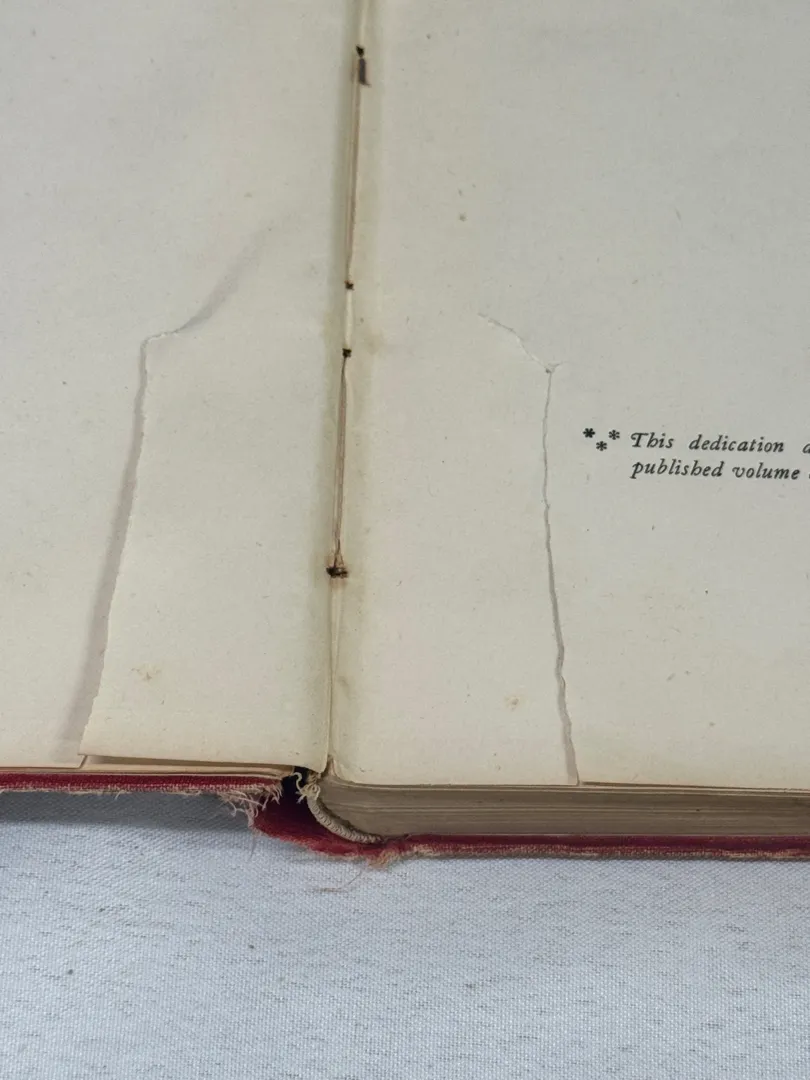 ⁂ This dedication
published volume